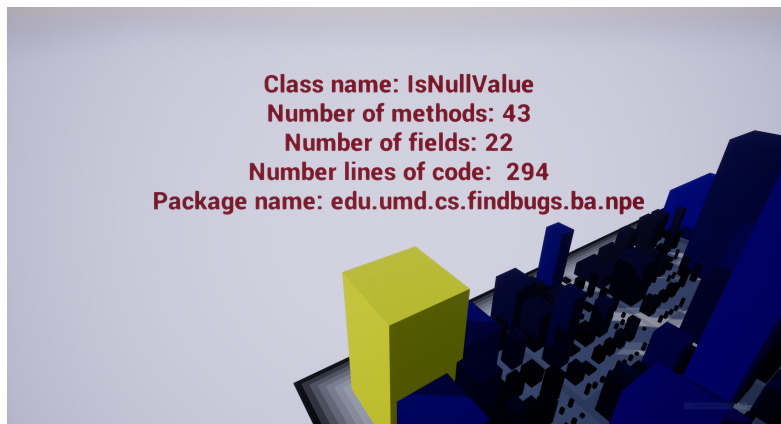 Class name: IsNullValue
Number of methods: 43
Number of fields: 22
Number lines of code:  294
Package name: edu.umd.cs.findbugs.ba.npe